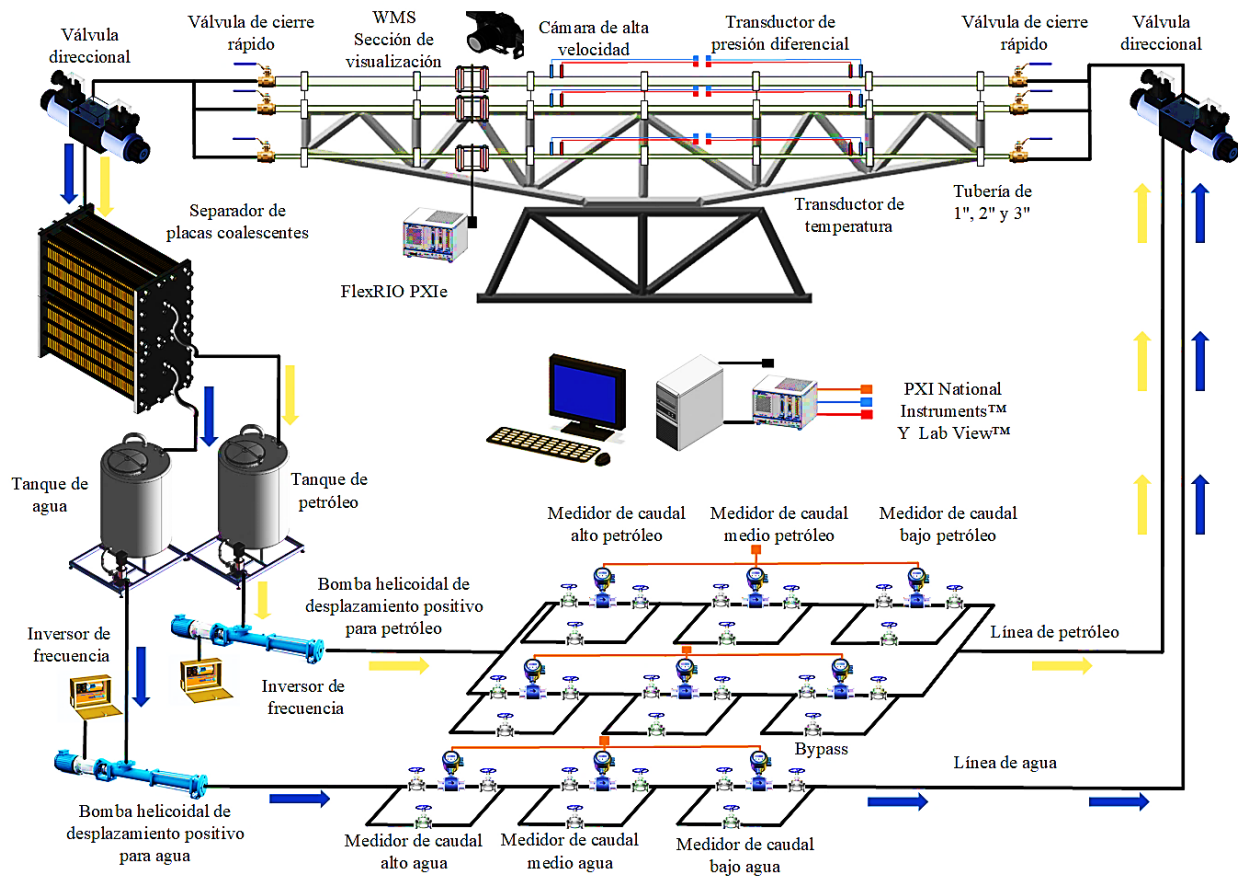 Válvula
direccional
Válvula de cierre
rápido
WMS
Sección de
visualización
Cámara de alta
velocidad
Transductor de
presión diferencial
Válvula de cierre
rápido
Válvula
direccional
Separador de
placas coalescentes
FlexRIO PXIe
Transductor de
temperatura
Tubería de
1", 2" y 3"
PXI National
Instruments™
Y Lab View™
Tanque de
agua
Tanque de
petróleo
Medidor de caudal
alto petróleo
Medidor de caudal
medio petróleo
Medidor de caudal
bajo petróleo
Bomba helicoidal de
desplazamiento positivo
para petróleo
Inversor de
frecuencia
Inversor de
frecuencia
Línea de petróleo
Bypass
Línea de agua
Bomba helicoidal de
desplazamiento positivo
para agua
Medidor de caudal
alto agua
Medidor de caudal
medio agua
Medidor de caudal
bajo agua